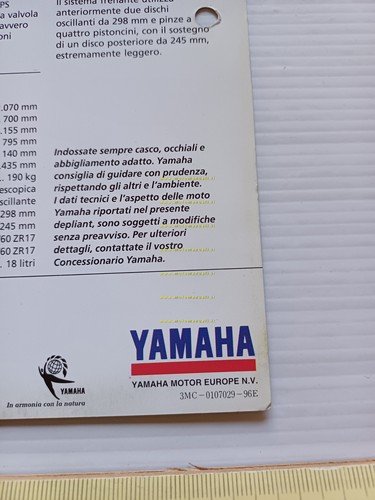 PS
a valvola
avvero
oni
Il sistema frenante utilizza
anteriormente due dischi
oscillanti da 298 mm e pinze a
quattro pistoncini, con il sostegno
di un disco posteriore da 245 mm,
estremamente leggero.
.070 mm
700 mm
.155 mm
795 mm
140 mm
.435 mm
.. 190 kg
escopica
scillante
298 mm
245 mm
/60 ZR17
/60 ZR17
.. 18 litri
Indossate sempre casco, occhiali e
abbigliamento adatto. Yamaha
consiglia di guidare con prudenza,
rispettando gli altri e l'ambiente.
I dati tecnici e l'aspetto delle moto
Yamaha riportati nel presente
depliant, sono soggetti a modifiche
senza preavviso. Per ulteriori
dettagli, contattate il vostro
Concessionario Yamaha.
YAMAHA
In armonia con la natura
YAMAHA
YAMAHA MOTOR EUROPE N.V.
3MC-0107029-96E